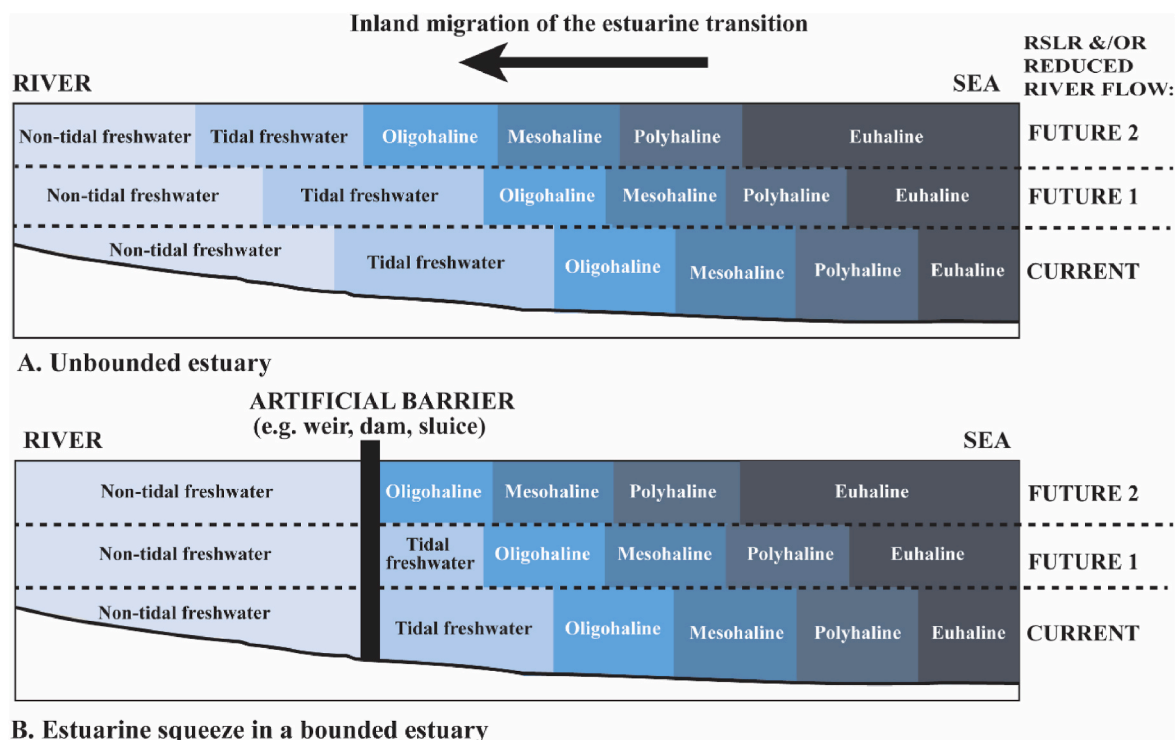 Inland migration of the estuarine transition
RSLR &/OR
REDUCED
RIVER FLOW:
RIVER
SEA
Non-tidal freshwater Tidal freshwater Oligohaline Mesohaline Polyhaline Euhaline FUTURE 2
Non-tidal freshwater Tidal freshwater Oligohaline Mesohaline Polyhaline Euhaline FUTURE 1
Non-tidal freshwater Tidal freshwater Oligohaline Mesohaline Polyhaline Euhaline CURRENT
A. Unbounded estuary
ARTIFICIAL BARRIER
(e.g. weir, dam, sluice)
RIVER
SEA
Non-tidal freshwater Oligohaline Mesohaline Polyhaline Euhaline FUTURE 2
Non-tidal freshwater Tidal freshwater Oligohaline Mesohaline Polyhaline Euhaline FUTURE 1
Non-tidal freshwater Tidal freshwater Oligohaline Mesohaline Polyhaline Euhaline CURRENT
B. Estuarine squeeze in a bounded estuary